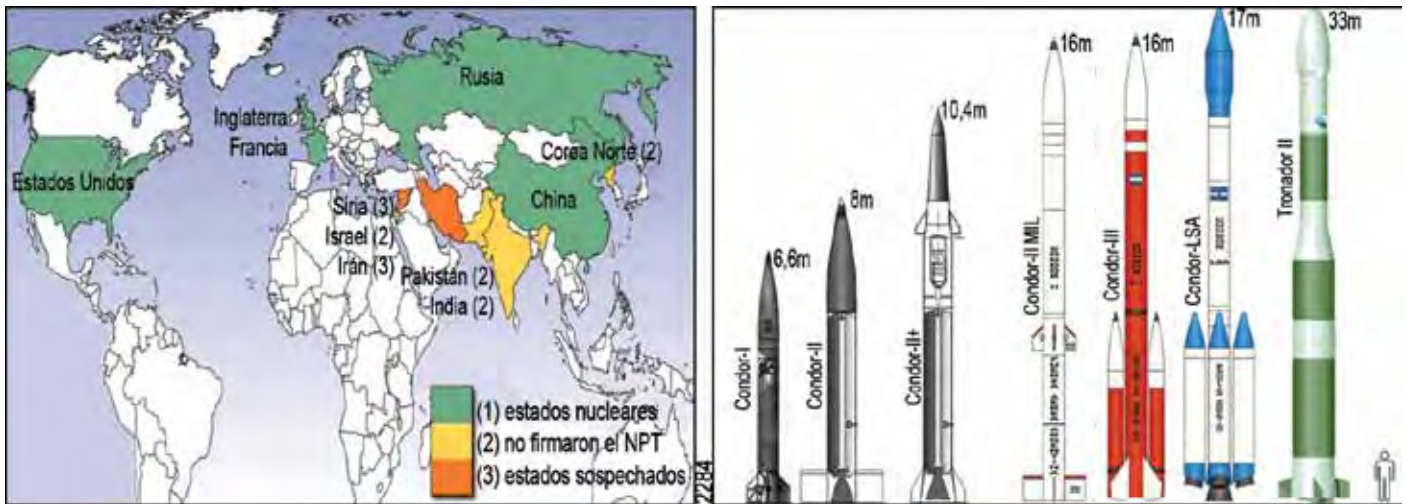 Rusia
Inglaterra
Francia
Corea Norte (2)
Estados Unidos
China
Siria (3)
Israel (2)
Irán (3)
Pakistán (2)
India (2)
(1) estados nucleares
(2) no firmaron el NPT
(3) estados sospechados
2284
6,6m
Condor-I
8m
Condor-II
10,4m
Condor-II+
16m
Condor-III MIL
16m
Condor-III
17m
Condor-LSA
33m
Tronador II